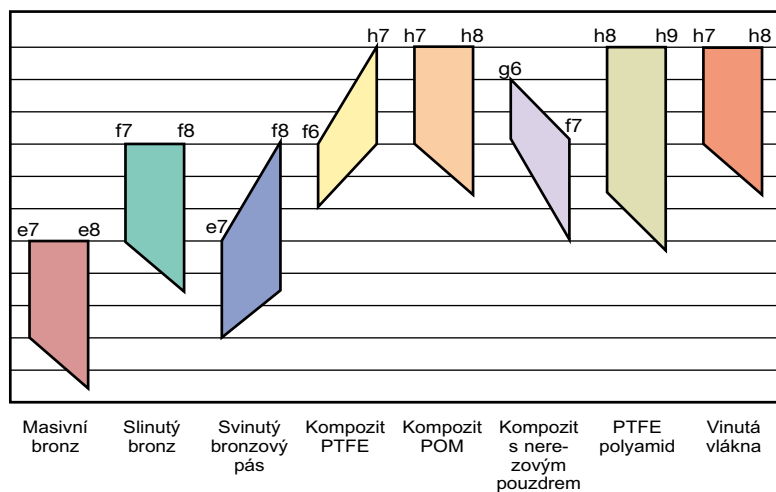 e7 e8
f7 f8
e7 f8
f6 h7
h7 h8
g6 f7
h8 h9
h7 h8
Masivní
bronz
Slinutý
bronz
Svinutý
bronzový
pás
Kompozit
PTFE
Kompozit
POM
Kompozit
s nere-
zovým
pouzdrem
PTFE
polyamid
Vinutá
vlákna